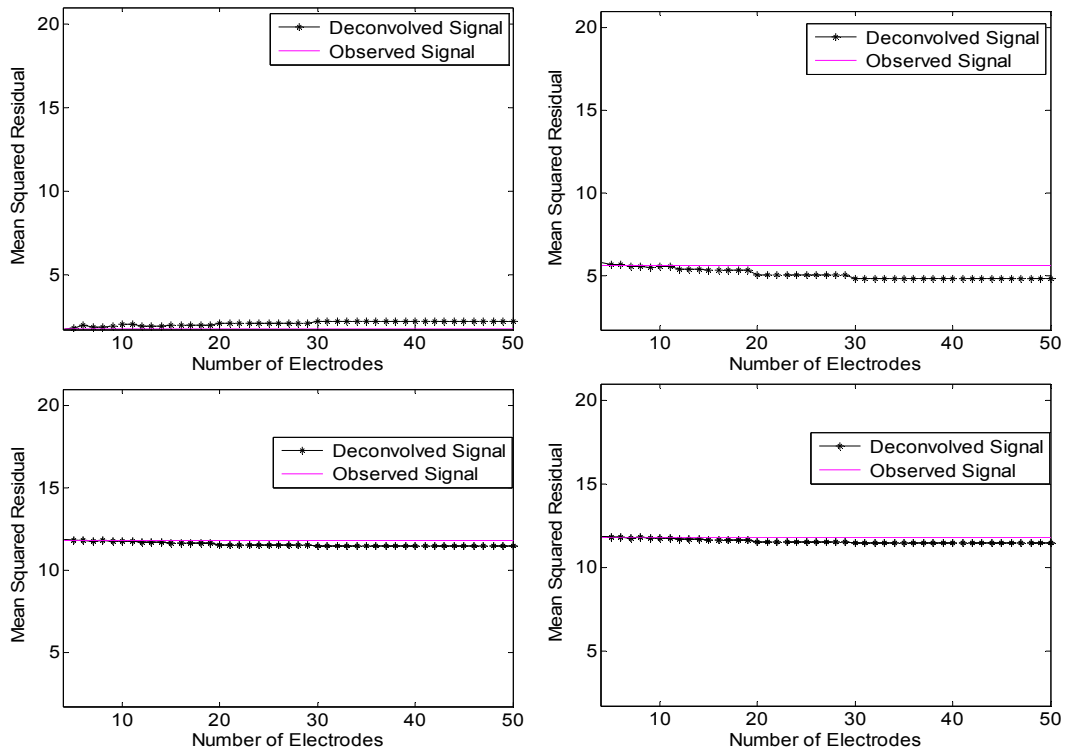 20
15
10
5
Mean Squared Residual
Deconvolved Signal
Observed Signal
10 20 30 40 50
Number of Electrodes
20
15
10
5
Mean Squared Residual
Deconvolved Signal
Observed Signal
10 20 30 40 50
Number of Electrodes
20
15
10
5
Mean Squared Residual
Deconvolved Signal
Observed Signal
10 20 30 40 50
Number of Electrodes
20
15
10
5
Mean Squared Residual
Deconvolved Signal
Observed Signal
10 20 30 40 50
Number of Electrodes